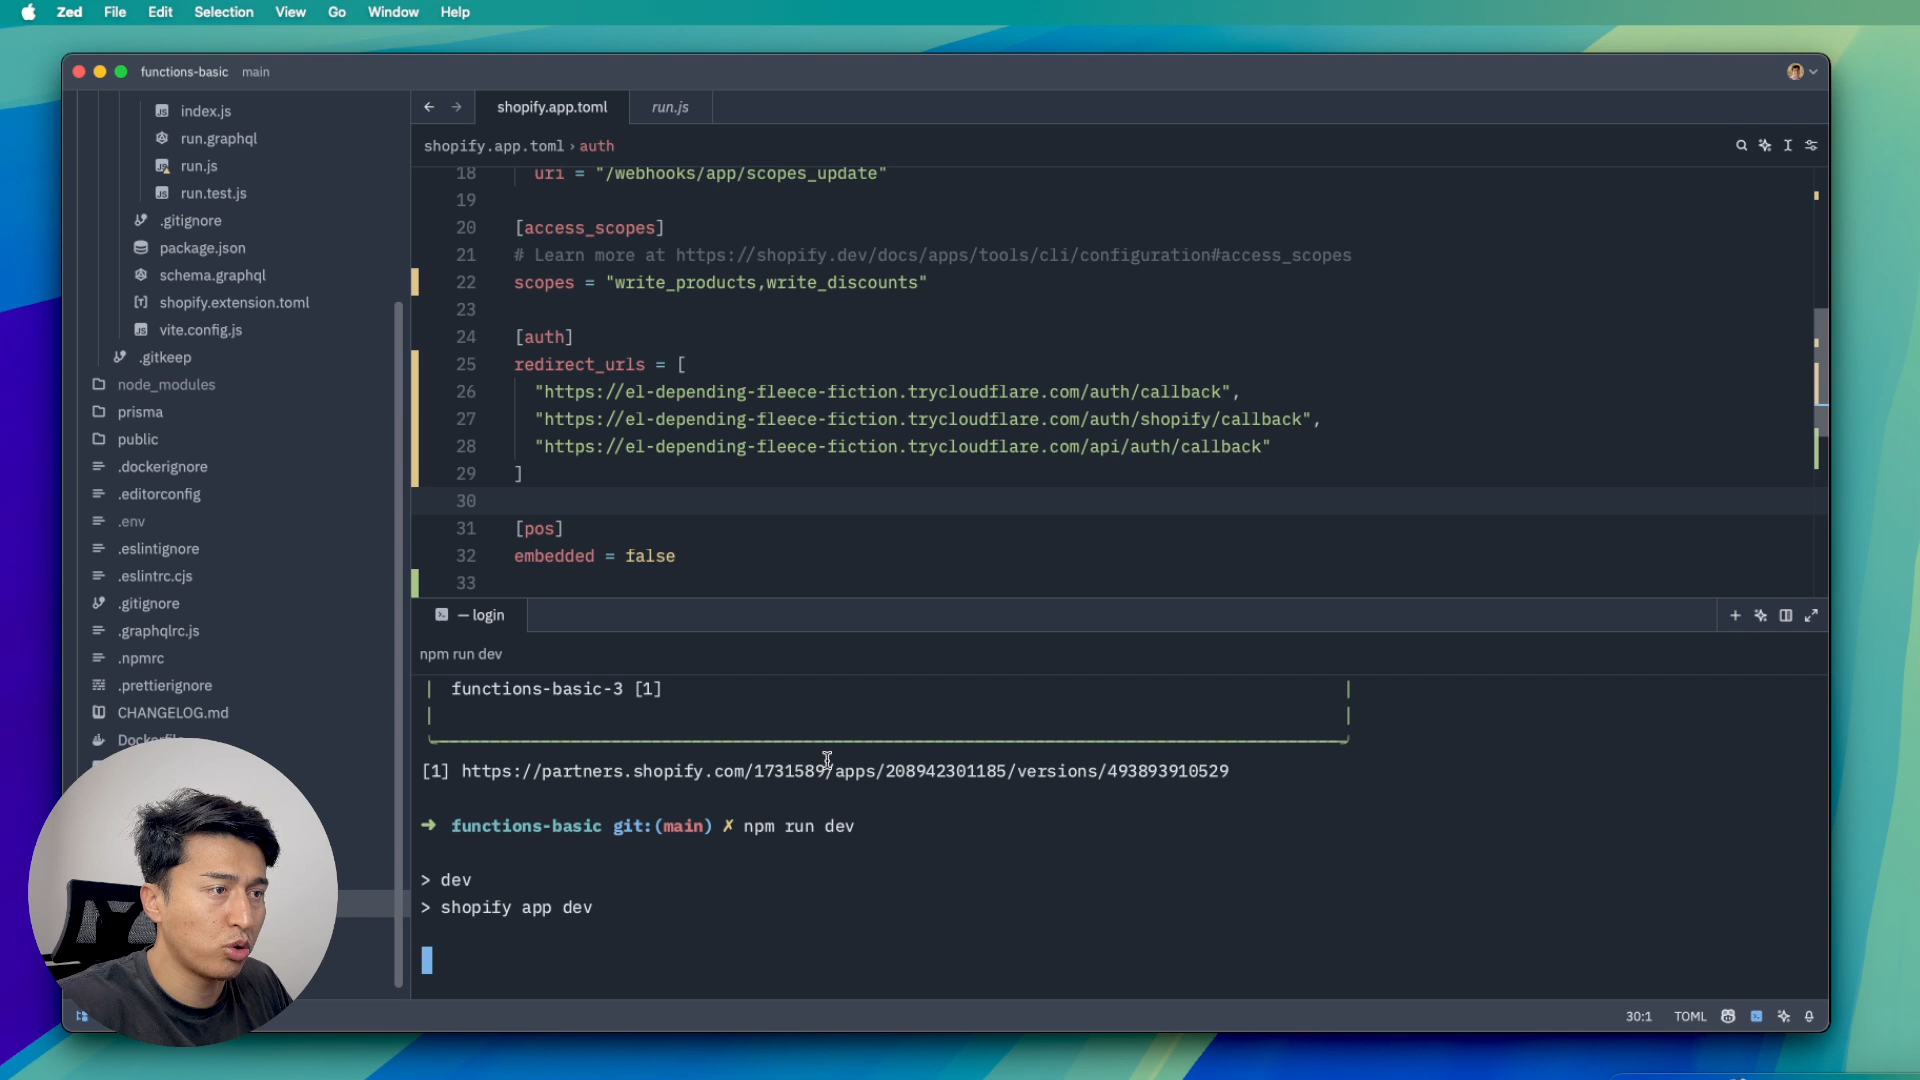 Zed File Edit Selection View Go Window Help
functions-basic main
index.js
run.graphql
run.js
run.test.js
.gitignore
package.json
schema.graphql
shopify.extension.toml
vite.config.js
.gitkeep
node_modules
prisma
public
.dockerignore
.editorconfig
.env
.eslintignore
.eslintrc.cjs
.gitignore
.graphqlrc.js
.npmrc
.prettierignore
CHANGELOG.md
shopify.app.toml run.js
shopify.app.toml › auth
18 uri = "/webhooks/app/scopes_update"
19
20 [access_scopes]
21 # Learn more at https://shopify.dev/docs/apps/tools/cli/configuration#access_scopes
22 scopes = "write_products,write_discounts"
23
24 [auth]
25 redirect_urls = [
26 "https://el-depending-fleece-fiction.trycloudflare.com/auth/callback",
27 "https://el-depending-fleece-fiction.trycloudflare.com/auth/shopify/callback",
28 "https://el-depending-fleece-fiction.trycloudflare.com/api/auth/callback"
29 ]
30
31 [pos]
32 embedded = false
33
— login
npm run dev
functions-basic-3 [1]
[1] https://partners.shopify.com/1731589/apps/208942301185/versions/493893910529
➜ functions-basic git:(main) ✗ npm run dev
> dev
> shopify app dev
30:1 TOML